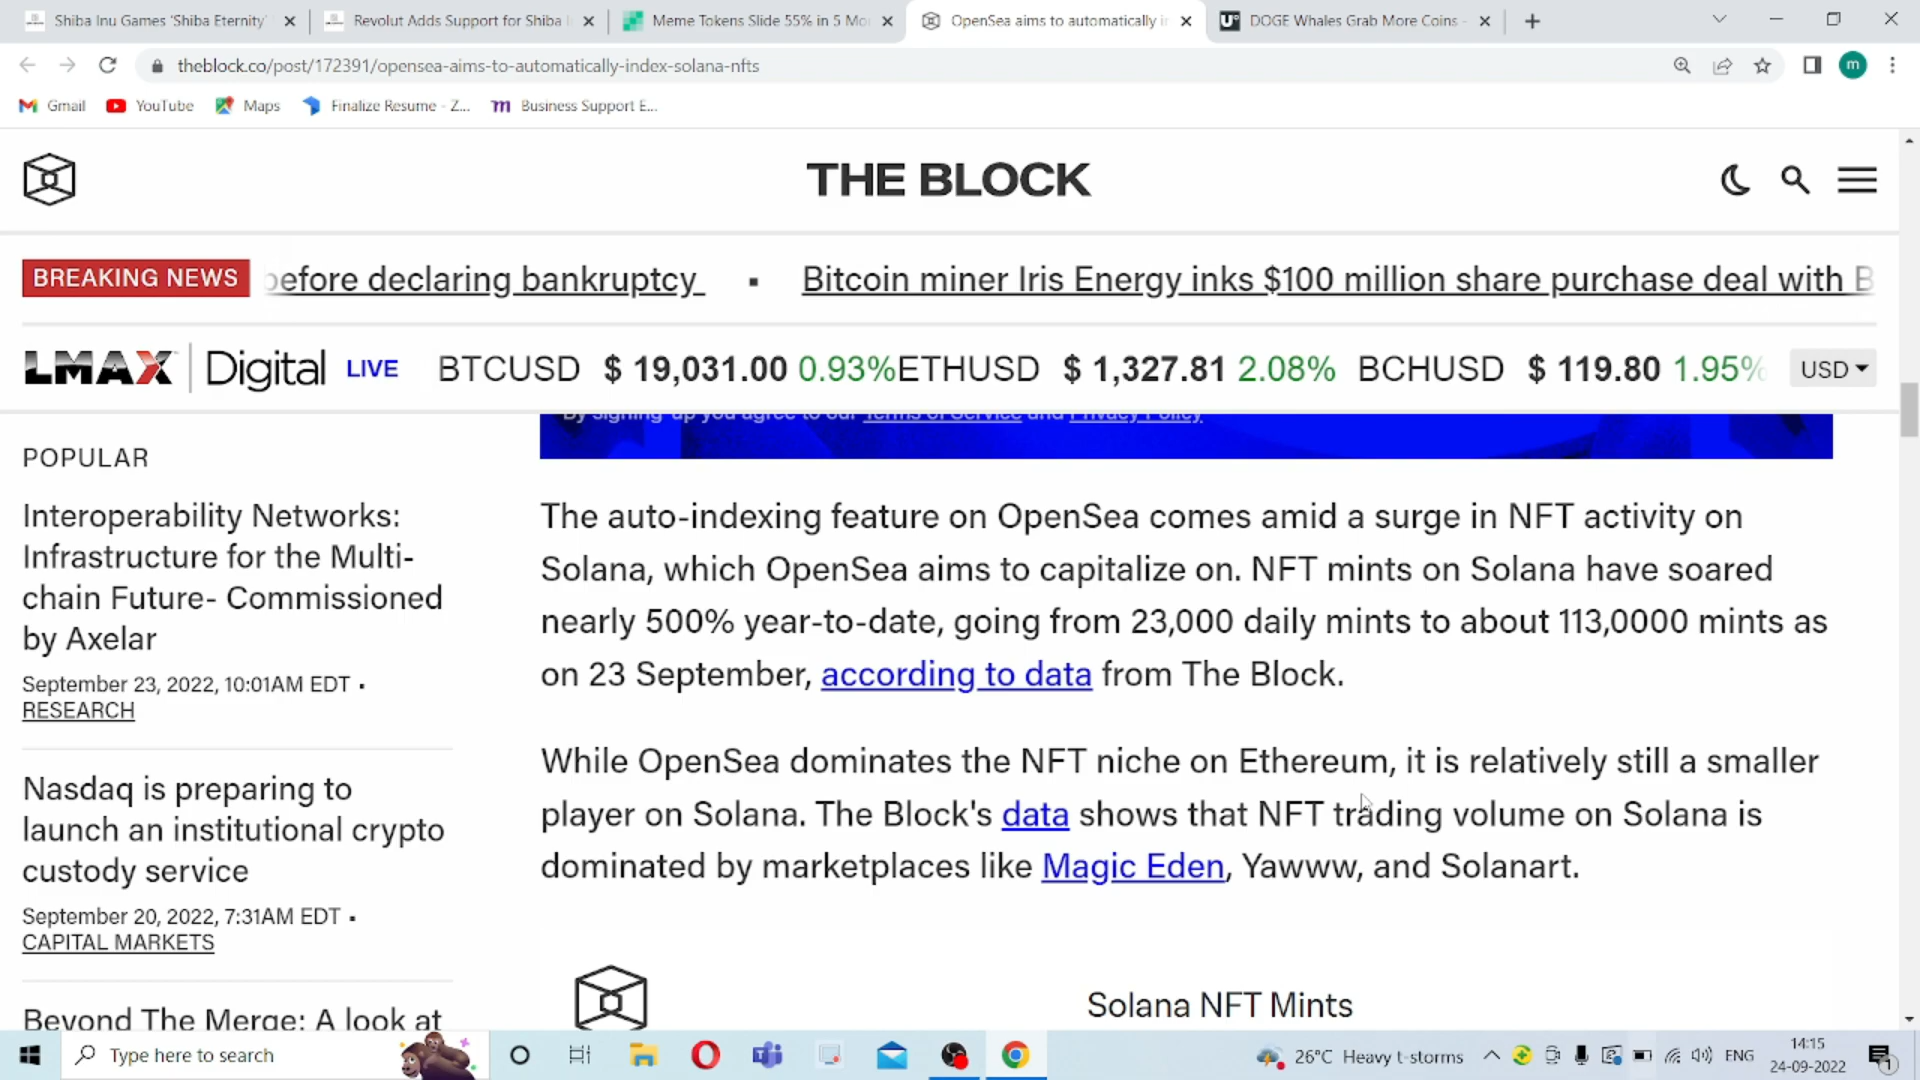 Shiba Inu Games 'Shiba Eternity'
Revolut Adds Support for Shiba I
Meme Tokens Slide 55% in 5 Mo
OpenSea aims to automatically in
DOGE Whales Grab More Coins -
theblock.co/post/172391/opensea-aims-to-automatically-index-solana-nfts
m
Gmail
YouTube
Maps
Finalize Resume - Z...
Business Support E...
THE BLOCK
BREAKING NEWS
before declaring bankruptcy
▪ Bitcoin miner Iris Energy inks $100 million share purchase deal with B
LMAX Digital LIVE BTCUSD $ 19,031.00 0.93% ETHUSD $ 1,327.81 2.08% BCHUSD $ 119.80 1.95% USD
By signing-up you agree to our Terms of Service and Privacy Policy
POPULAR
Interoperability Networks:
Infrastructure for the Multi-
chain Future- Commissioned
by Axelar
September 23, 2022, 10:01AM EDT •
RESEARCH
Nasdaq is preparing to
launch an institutional crypto
custody service
September 20, 2022, 7:31AM EDT •
CAPITAL MARKETS
Beyond The Merge: A look at
The auto-indexing feature on OpenSea comes amid a surge in NFT activity on
Solana, which OpenSea aims to capitalize on. NFT mints on Solana have soared
nearly 500% year-to-date, going from 23,000 daily mints to about 113,0000 mints as
on 23 September, according to data from The Block.
While OpenSea dominates the NFT niche on Ethereum, it is relatively still a smaller
player on Solana. The Block's data shows that NFT trading volume on Solana is
dominated by marketplaces like Magic Eden, Yawww, and Solanart.
Solana NFT Mints
Type here to search
26°C Heavy t-storms
ENG
14:15
24-09-2022
1